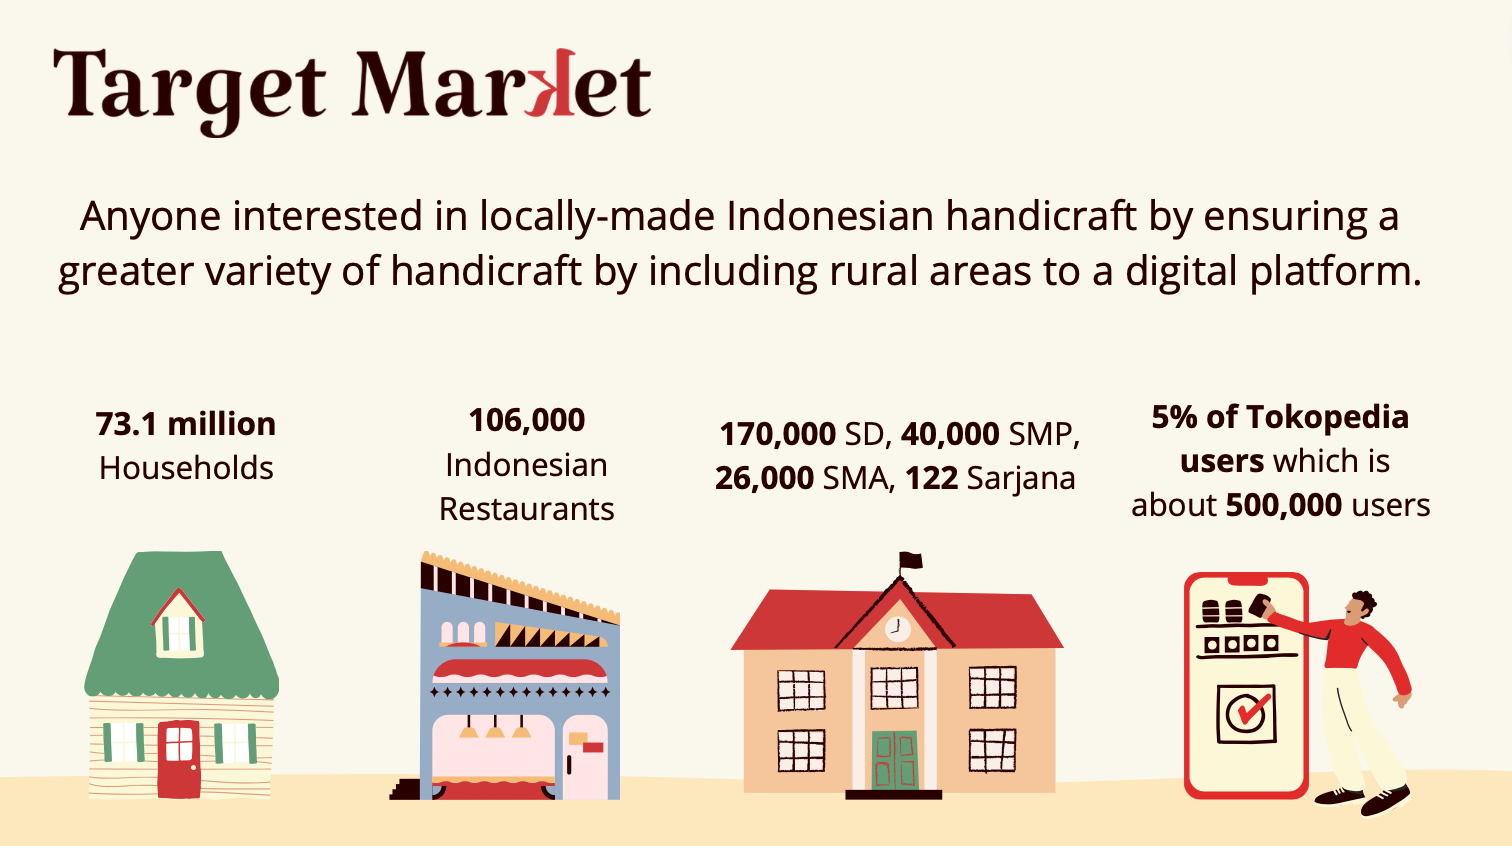 Target Market
Anyone interested in locally-made Indonesian handicraft by ensuring a
greater variety of handicraft by including rural areas to a digital platform.
73.1 million
Households
106,000
Indonesian
Restaurants
170,000 SD, 40,000 SMP,
26,000 SMA, 122 Sarjana
5% of Tokopedia
users which is
about 500,000 users